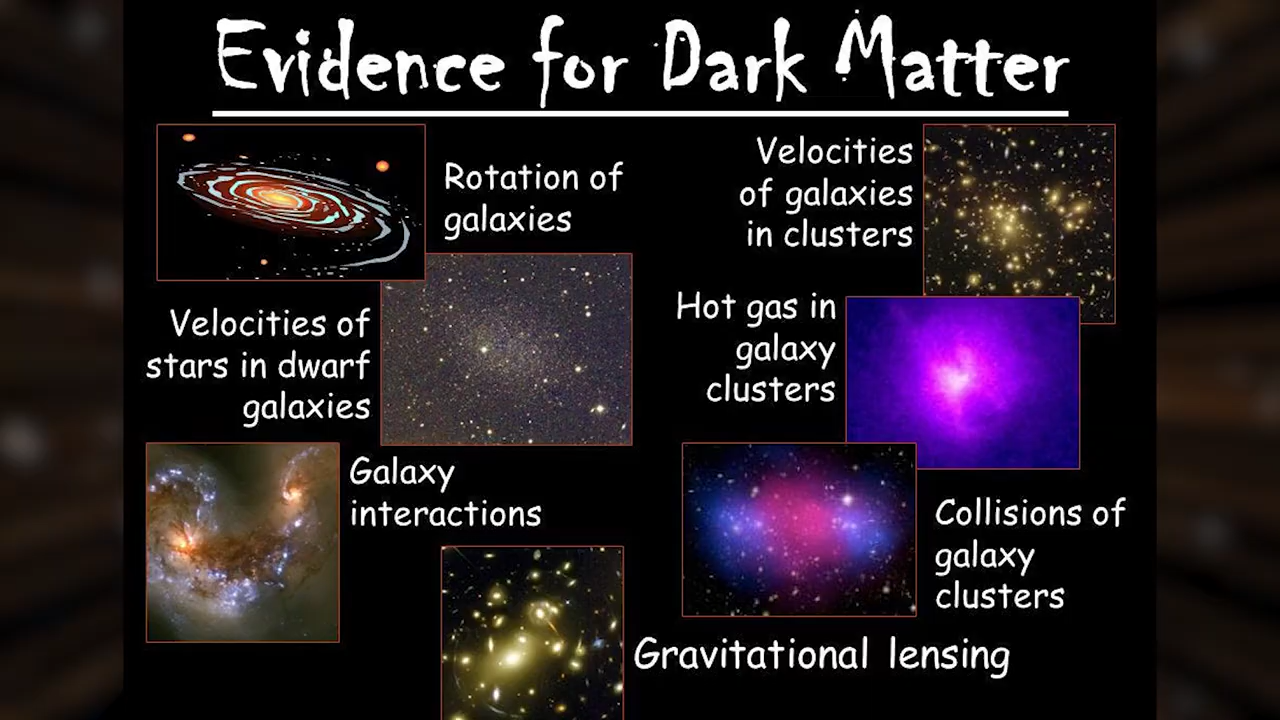 Evidence for Dark Matter
Rotation of
galaxies
Velocities
of galaxies
in clusters
Velocities of
stars in dwarf
galaxies
Hot gas in
galaxy
clusters
Galaxy
interactions
Collisions of
galaxy
clusters
Gravitational lensing